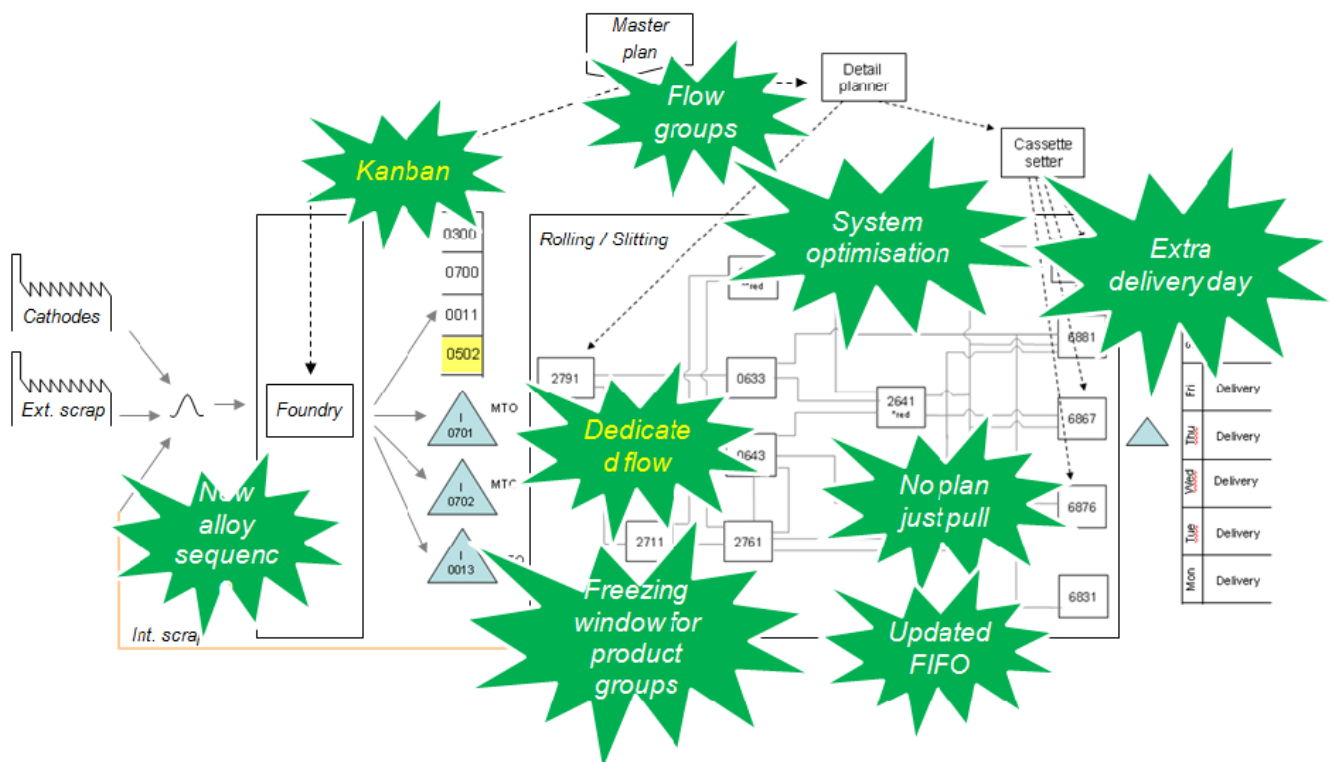 Master
plan
Detail
planner
Flow
groups
Cassette
setter
Kanban
System
optimisation
Extra
delivery day
0300
Rolling / Slitting
0700
*red
Cathodes
0011
0502
6881
2791
0633
Fri
Delivery
Ext. scrap
Foundry
MTO
I
0701
2641
*red
6867
Thu
Delivery
Dedicate
d flow
0643
MTO
I
0702
No plan
just pull
6876
Wed
Delivery
New
alloy
sequenc
2711
2761
Tue
Delivery
I
0013
Freezing
window for
product
groups
6831
Mon
Delivery
Int. scrap
Updated
FIFO